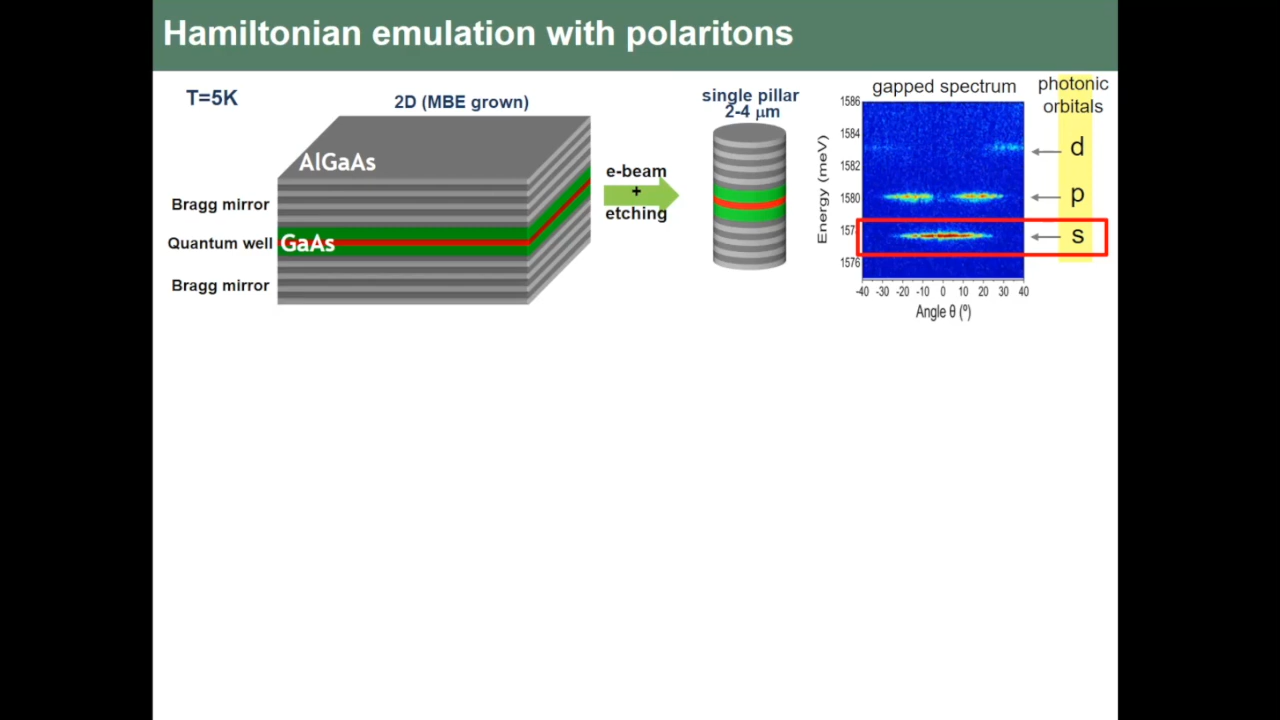 Hamiltonian emulation with polaritons
T=5K
2D (MBE grown)
AlGaAs
Bragg mirror
Quantum well
GaAs
Bragg mirror
e-beam
+
etching
single pillar
2-4 μm
gapped spectrum
photonic
orbitals
Energy (meV)
1586
1584
1582
1580
157
1576
-40 -30 -20 -10 0 10 20 30 40
Angle θ (º)
d
p
s